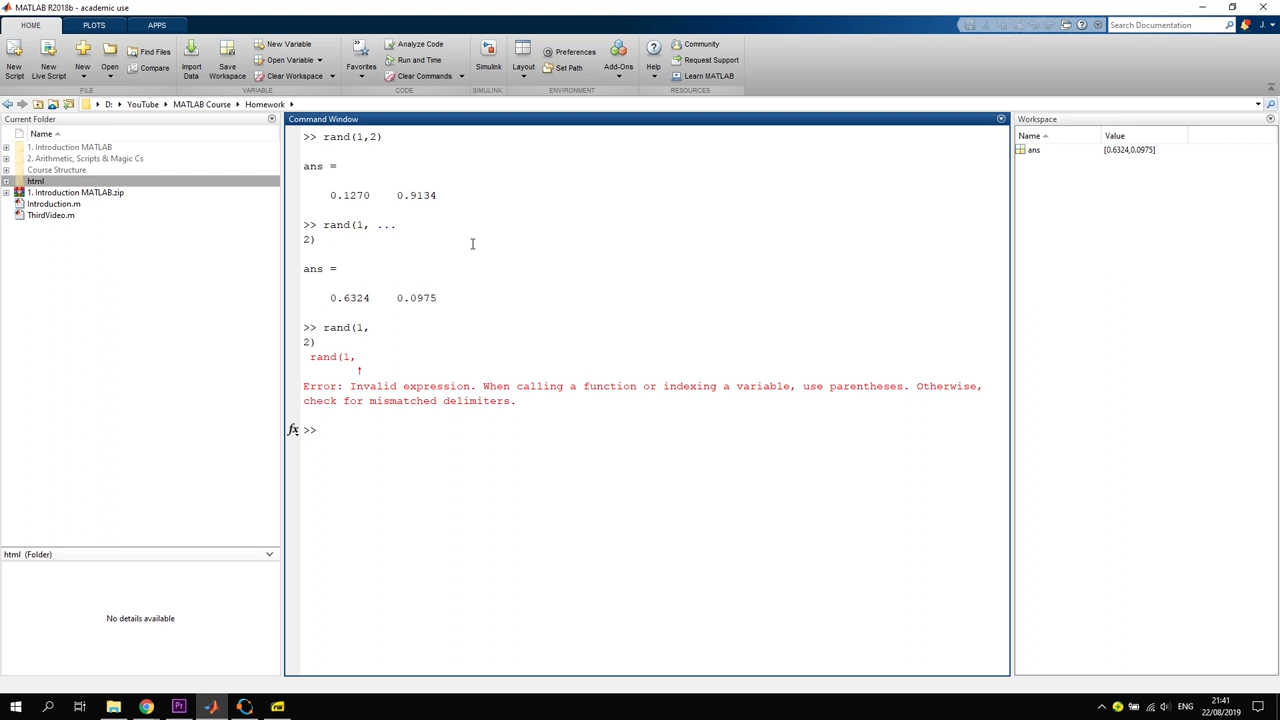 MATLAB R2018b - academic use
HOME PLOTS APPS
Search Documentation
J.
New Script
New Live Script
New
Open
Find Files
Compare
Import Data
Save Workspace
New Variable
Open Variable
Clear Workspace
Favorites
Analyze Code
Run and Time
Clear Commands
Simulink
Layout
Preferences
Set Path
Add-Ons
Help
Community
Request Support
Learn MATLAB
FILE VARIABLE CODE SIMULINK ENVIRONMENT RESOURCES
D: YouTube MATLAB Course Homework
Current Folder
Name
1. Introduction MATLAB
2. Arithmetic, Scripts & Magic Cs
Course Structure
html
1. Introduction MATLAB.zip
Introduction.m
ThirdVideo.m
html (Folder)
No details available
Command Window
>> rand(1,2)
ans =
0.1270 0.9134
>> rand(1, ...
2)
ans =
0.6324 0.0975
>> rand(1,
2)
rand(1,
↑
Error: Invalid expression. When calling a function or indexing a variable, use parentheses. Otherwise,
check for mismatched delimiters.
fx >>
Workspace
Name Value
ans [0.6324,0.0975]
Pr
ENG
21:41
22/08/2019